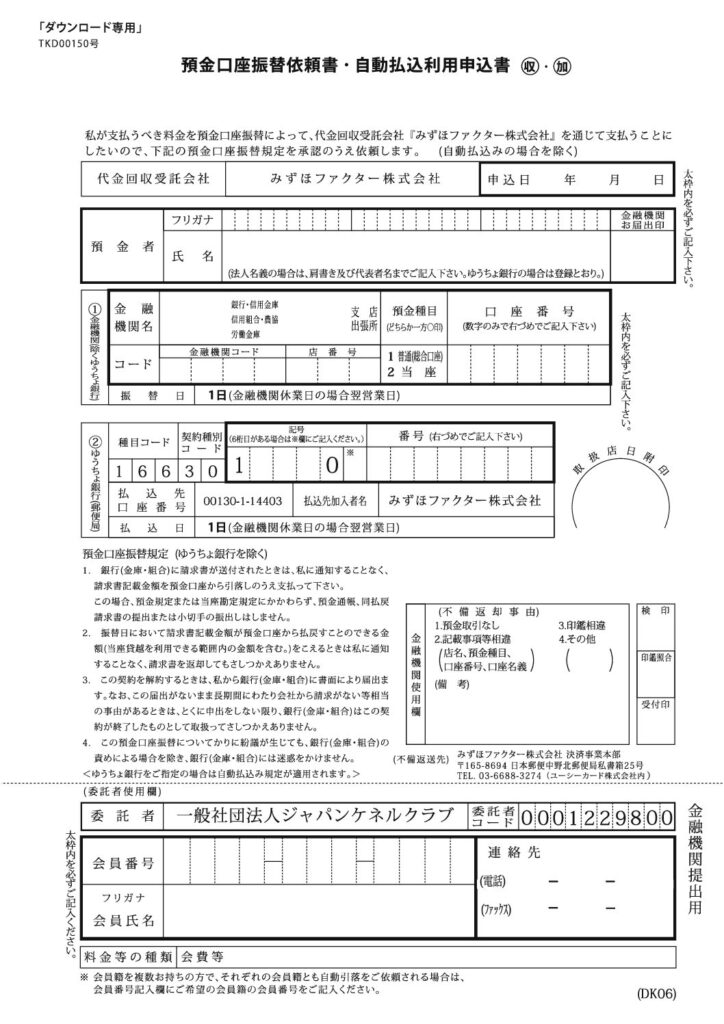 「ダウンロード専用」
TKD00150号
預金口座振替依頼書・自動払込利用申込書 ㊊・㊎
私が支払うべき料金を預金口座振替によって、代金回収受託会社『みずほファクター株式会社』を通じて支払うことに
したいので、下記の預金口座振替規定を承認のうえ依頼します。 (自動払込みの場合を除く)
代金回収受託会社 みずほファクター株式会社 申込日 年 月 日
太枠内を必ずご記入下さい。
預金者 フリガナ 金融機関お届出印
氏名
(法人名義の場合は、肩書き及び代表者名までご記入下さい。ゆうちょ銀行の場合は登録とおり。)
①金融機関(除くゆうちょ銀行)
金融機関名 銀行・信用金庫 信用組合・農協 労働金庫 支店 出張所 預金種目 (どちらか一方〇印) 口座番号 (数字のみで右づめでご記入下さい)
コード 金融機関コード 店番号 1 普通(総合口座) 2 当座
振替日 1日(金融機関休業日の場合翌営業日)
太枠内を必ずご記入下さい。
②ゆうちょ銀行(郵便局)
種目コード 契約種別コード 記号 (6桁目がある場合は※欄にご記入ください。) 番号 (右づめでご記入下さい)
1 6 6 3 0 1 0 ※
払込先口座番号 00130-1-14403 払込先加入者名 みずほファクター株式会社
払込日 1日(金融機関休業日の場合翌営業日)
取扱店日附印
預金口座振替規定 (ゆうちょ銀行を除く)
1. 銀行(金庫・組合)に請求書が送付されたときは、私に通知することなく、
請求書記載金額を預金口座から引落しのうえ支払って下さい。
この場合、預金規定または当座勘定規定にかかわらず、預金通帳、同払戻
請求書の提出または小切手の振出しはしません。
2. 振替日において請求書記載金額が預金口座から払戻すことのできる金
額(当座貸越を利用できる範囲内の金額を含む。)をこえるときは私に通知
することなく、請求書を返却してもさしつかえありません。
3. この契約を解約するときは、私から銀行(金庫・組合)に書面により届出ま
す。なお、この届出がないまま長期間にわたり会社から請求がない等相当
の事由があるときは、とくに申出をしない限り、銀行(金庫・組合)はこの契
約が終了したものとして取扱ってさしつかえありません。
4. この預金口座振替についてかりに紛議が生じても、銀行(金庫・組合)の
責めによる場合を除き、銀行(金庫・組合)には迷惑をかけません。
<ゆうちょ銀行をご指定の場合は自動払込み規定が適用されます。>
金融機関使用欄
(不備返却事由)
1.預金取引なし 3.印鑑相違
2.記載事項等相違 4.その他
(店名、預金種目、口座番号、口座名義) ( )
(備考)
検印
印鑑照合
受付印
(不備返送先) みずほファクター株式会社 決済事業本部
〒165-8694 日本郵便中野北郵便局私書箱25号
TEL. 03-6688-3274 (ユーシーカード株式会社内)
(委託者使用欄)
委託者 一般社団法人ジャパンケネルクラブ 委託者コード 0001229800
太枠内を必ずご記入ください。
会員番号 — —
フリガナ
会員氏名
連絡先
(電話) – –
(ファックス) – –
料金等の種類 会費等
金融機関提出用
※ 会員籍を複数お持ちの方で、それぞれの会員籍とも自動引落をご依頼される場合は、
会員番号記入欄にご希望の会員籍の会員番号をご記入ください。
(DK06)